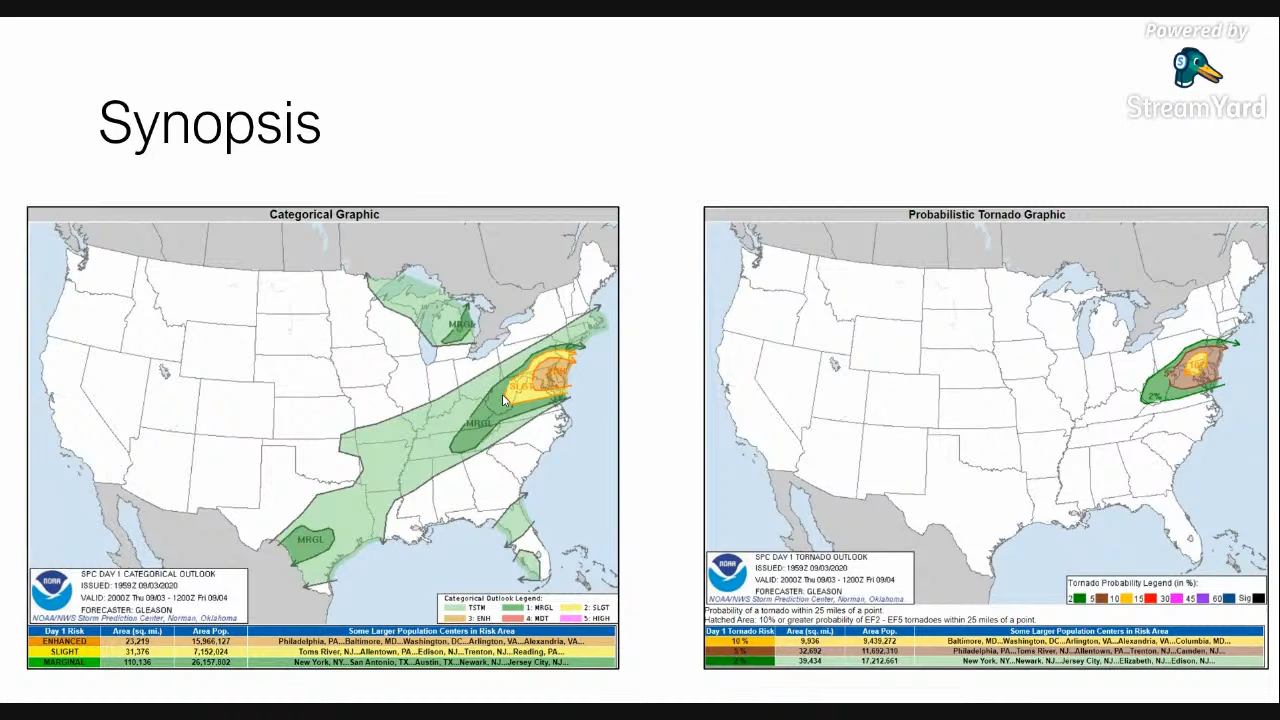 Powered by
StreamYard
Synopsis
Categorical Graphic
MRGL
SLGT
MRGL
MRGL
NOAA
SPC DAY 1 CATEGORICAL OUTLOOK
ISSUED: 1959Z 09/03/2020
VALID: 2000Z Thu 09/03 - 1200Z Fri 09/04
FORECASTER: GLEASON
NOAA/NWS Storm Prediction Center, Norman, Oklahoma
Categorical Outlook Legend:
TSTM 1: MRGL 2: SLGT
3: ENH 4: MDT 5: HIGH
Day 1 Risk Area (sq. mi.) Area Pop. Some Larger Population Centers in Risk Area
ENHANCED 23,219 15,966,127 Philadelphia, PA...Baltimore, MD...Washington, DC...Arlington, VA...Alexandria, VA...
SLIGHT 31,376 7,152,024 Toms River, NJ...Allentown, PA...Edison, NJ...Trenton, NJ...Reading, PA...
MARGINAL 110,136 26,157,802 New York, NY...San Antonio, TX...Austin, TX...Newark, NJ...Jersey City, NJ...
Probabilistic Tornado Graphic
5%
2%
NOAA
SPC DAY 1 TORNADO OUTLOOK
ISSUED: 1959Z 09/03/2020
VALID: 2000Z Thu 09/03 - 1200Z Fri 09/04
FORECASTER: GLEASON
NOAA/NWS Storm Prediction Center, Norman, Oklahoma
Tornado Probability Legend (in %):
2 5 10 15 30 45 60 Sig
Probability of a tornado within 25 miles of a point.
Hatched Area: 10% or greater probability of EF2 - EF5 tornadoes within 25 miles of a point.
Day 1 Tornado Risk Area (sq. mi.) Area Pop. Some Larger Population Centers in Risk Area
10 % 9,936 9,439,272 Baltimore, MD...Washington, DC...Arlington, VA...Alexandria, VA...Columbia, MD...
5 % 32,692 11,692,310 Philadelphia, PA...Toms River, NJ...Allentown, PA...Trenton, NJ...Camden, NJ...
2 % 39,434 17,212,661 New York, NY...Newark, NJ...Jersey City, NJ...Elizabeth, NJ...Edison, NJ...